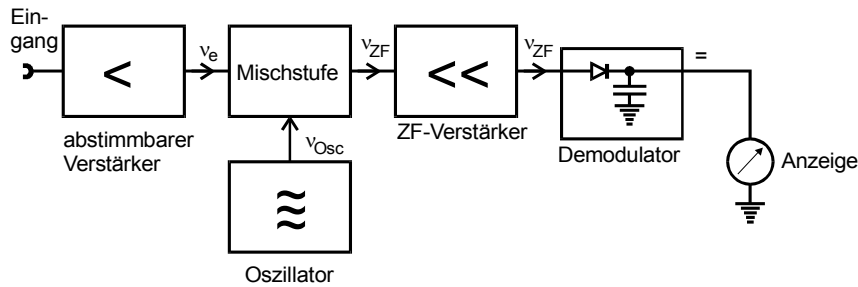 Ein-
gang
<
abstimmbarer
Verstärker
νe
Mischstufe
νOsc
Oszillator
νZF
<<
ZF-Verstärker
νZF
Demodulator
=
Anzeige